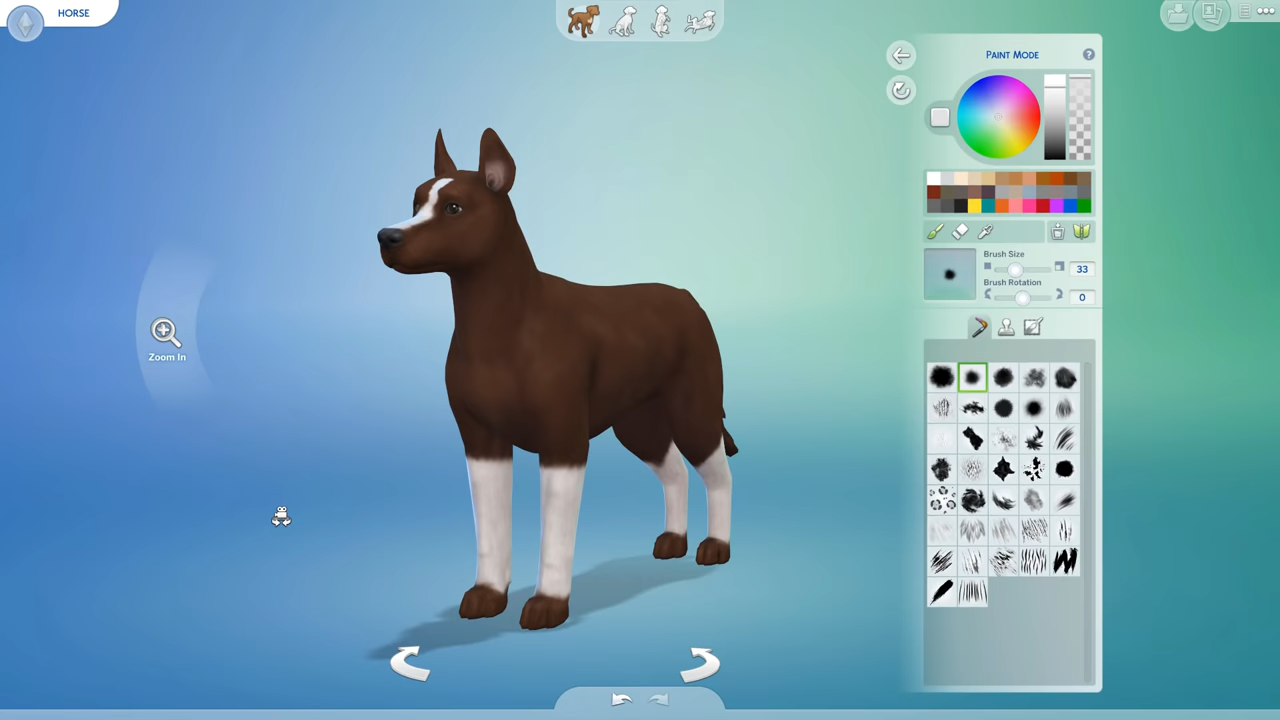 HORSE
PAINT MODE
?
Brush Size
33
Brush Rotation
0
Zoom In